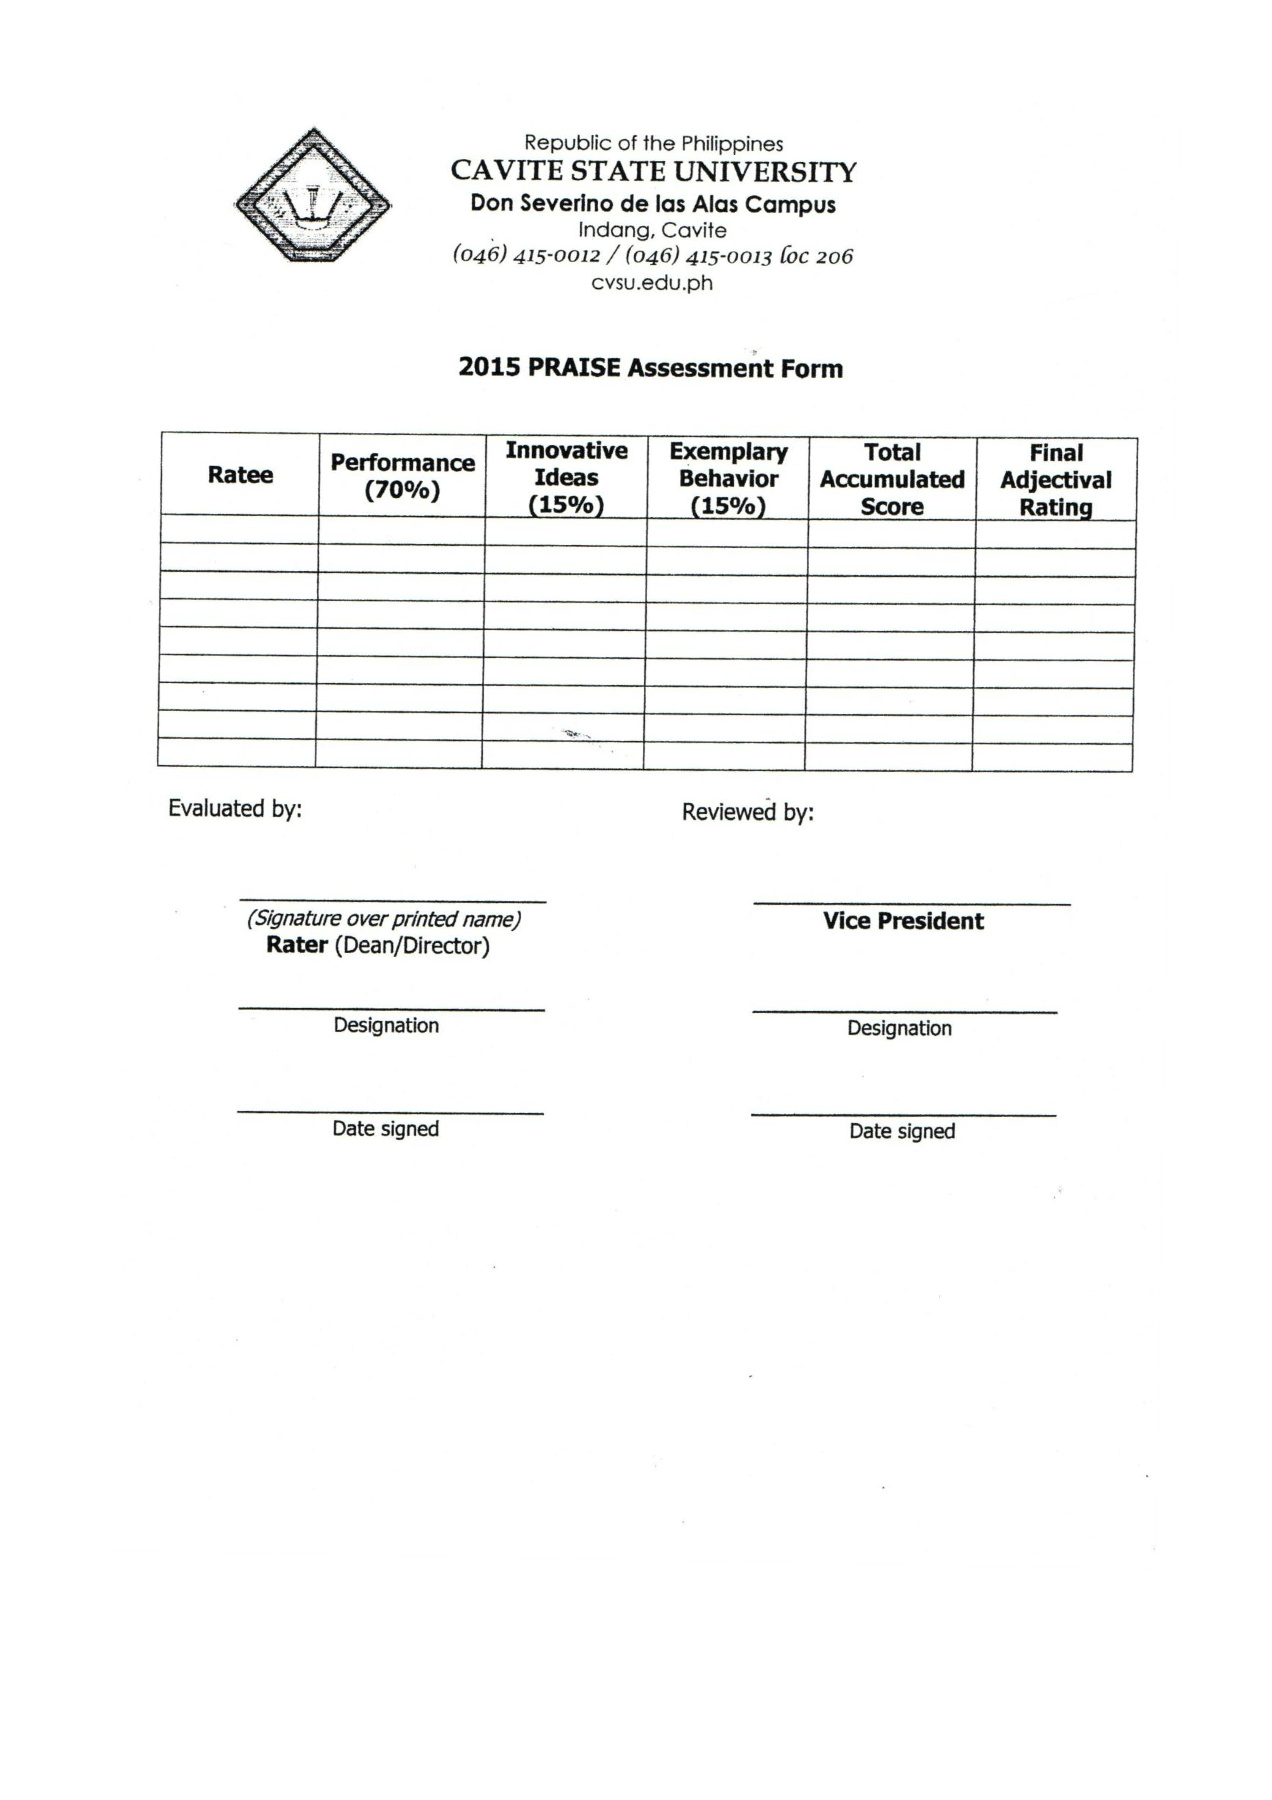 Republic of the Philippines
CAVITE STATE UNIVERSITY
Don Severino de las Alas Campus
Indang, Cavite
(046) 415-0012 / (046) 415-0013 loc 206
cvsu.edu.ph
2015 PRAISE Assessment Form
Ratee
Performance
(70%)
Innovative
Ideas
(15%)
Exemplary
Behavior
(15%)
Total
Accumulated
Score
Final
Adjectival
Rating
Evaluated by:
Reviewed by:
(Signature over printed name)
Rater (Dean/Director)
Vice President
Designation
Designation
Date signed
Date signed